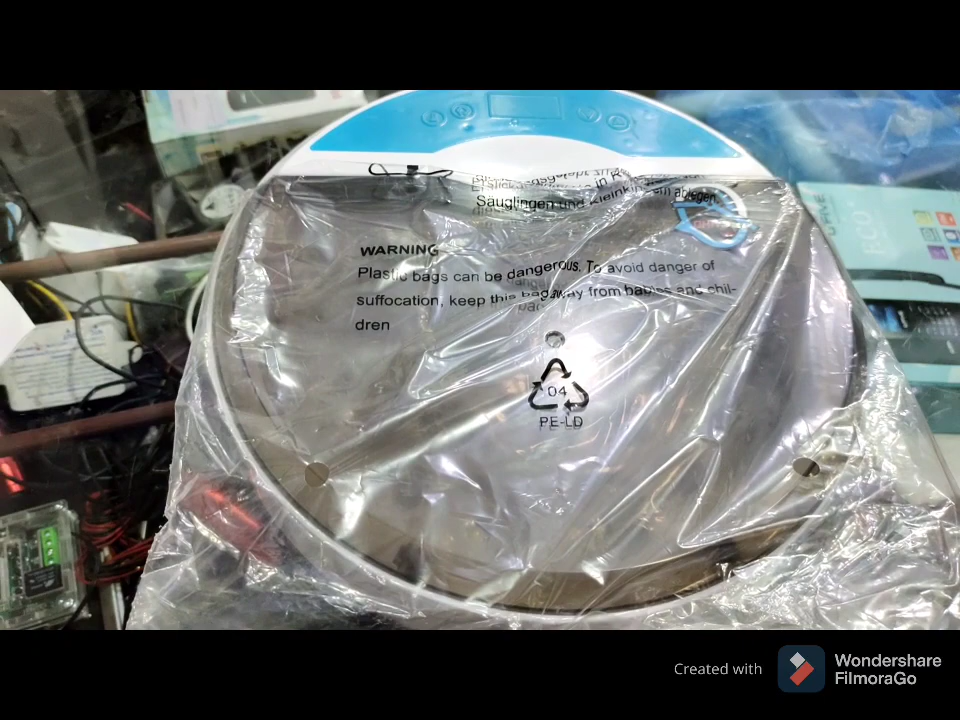 Säuglingen und Kleinkindern ablegen.
WARNING
Plastic bags can be dangerous. To avoid danger of
suffocation, keep this bag away from babies and chil-
dren
04
PE-LD
Created with
Wondershare
FilmoraGo